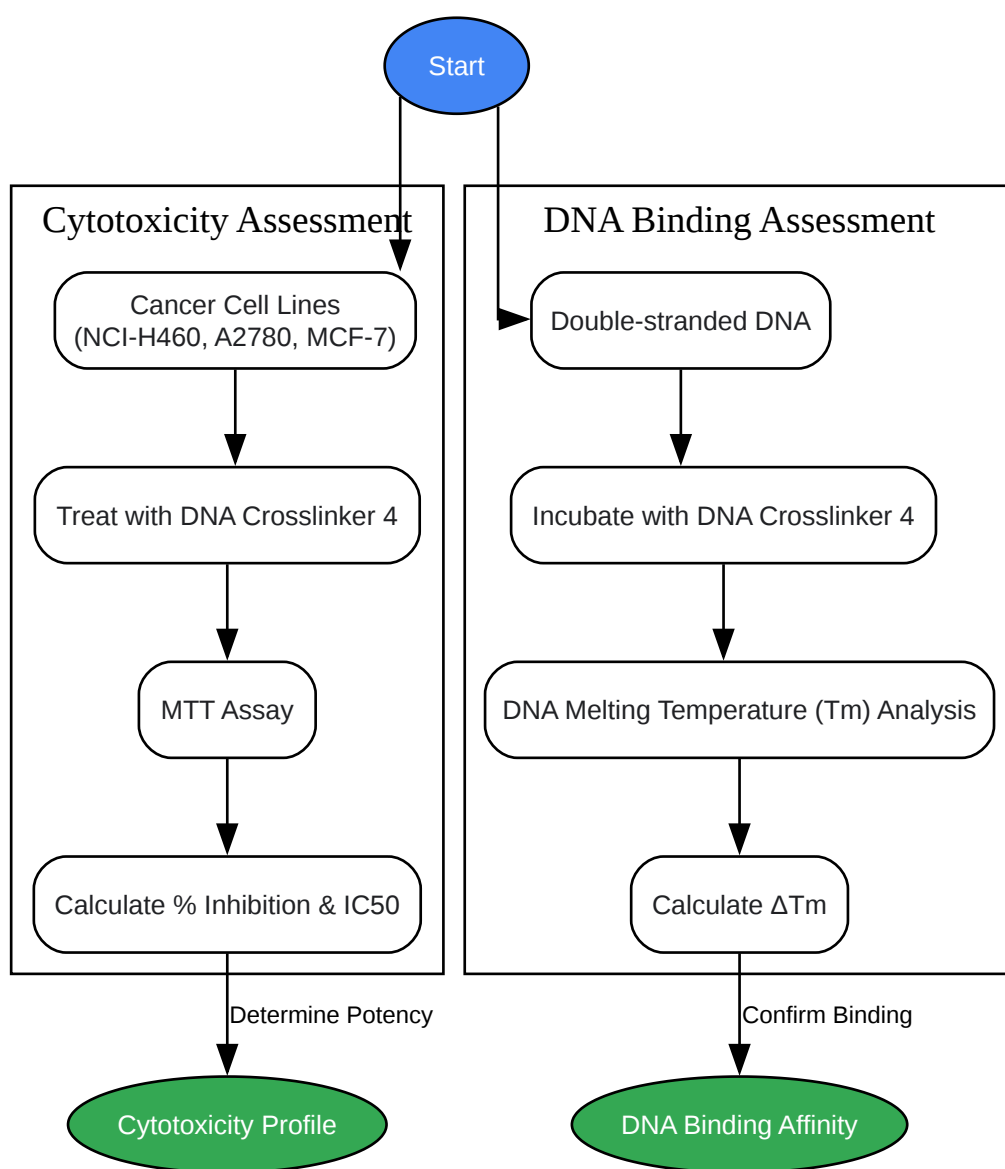 Start
Cytotoxicity Assessment
Cancer Cell Lines
(NCI-H460, A2780, MCF-7)
Treat with DNA Crosslinker 4
MTT Assay
Calculate % Inhibition & IC50
Determine Potency
Cytotoxicity Profile
DNA Binding Assessment
Double-stranded DNA
Incubate with DNA Crosslinker 4
DNA Melting Temperature (Tm) Analysis
Calculate ΔTm
Confirm Binding
DNA Binding Affinity